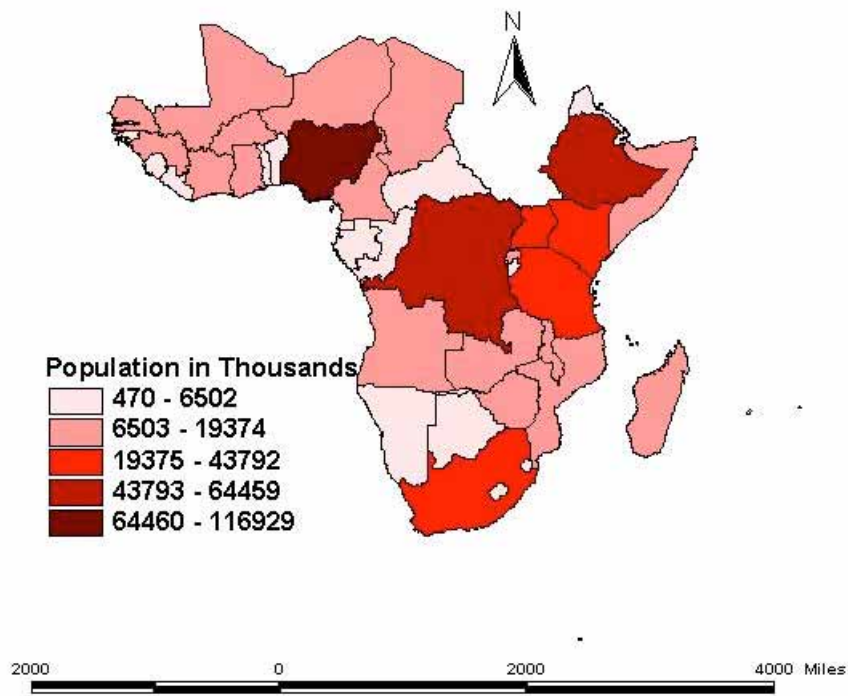 N
Population in Thousands
470 - 6502
6503 - 19374
19375 - 43792
43793 - 64459
64460 - 116929
2000 0 2000 4000 Miles